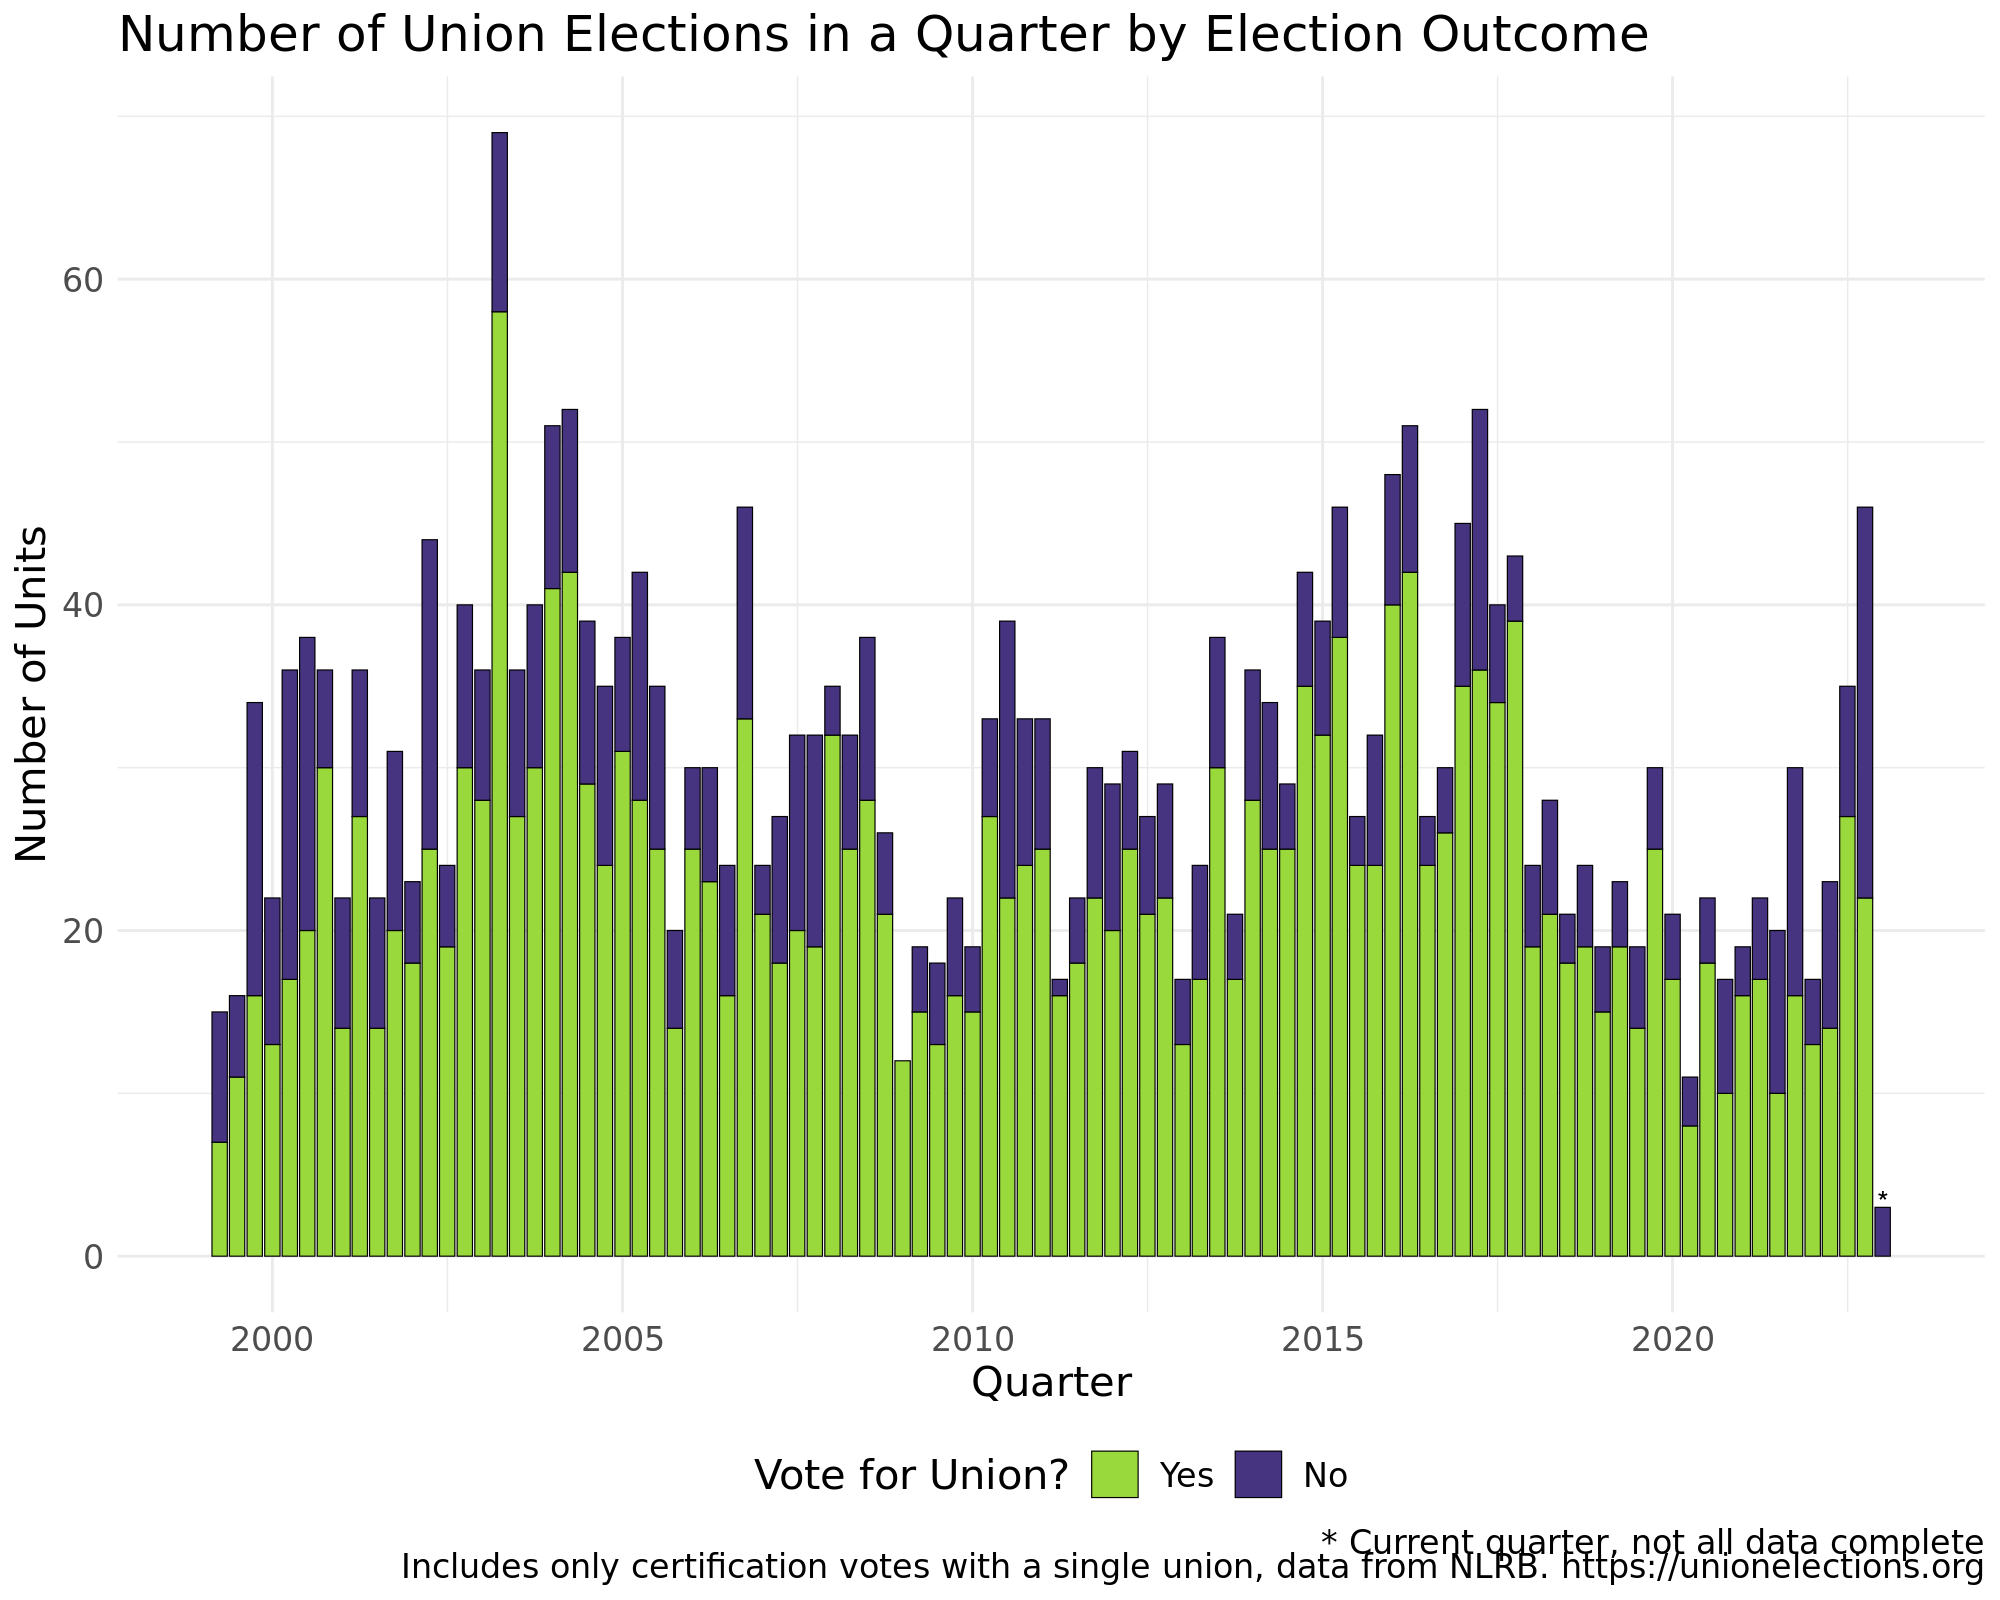 Number of Union Elections in a Quarter by Election Outcome
Number of Units
60
40
20
0
*
2000 2005 2010 2015 2020
Quarter
Vote for Union? Yes No
* Current quarter, not all data complete
Includes only certification votes with a single union, data from NLRB. https://unionelections.org